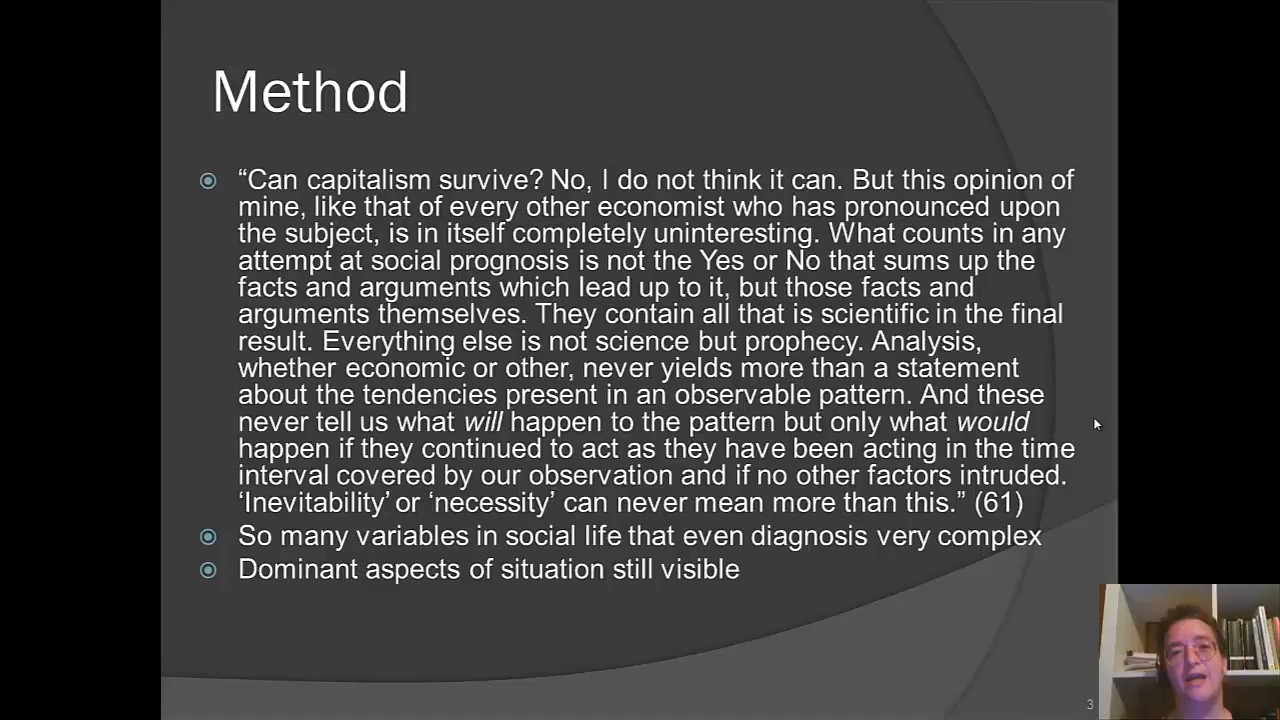 Method
“Can capitalism survive? No, I do not think it can. But this opinion of
mine, like that of every other economist who has pronounced upon
the subject, is in itself completely uninteresting. What counts in any
attempt at social prognosis is not the Yes or No that sums up the
facts and arguments which lead up to it, but those facts and
arguments themselves. They contain all that is scientific in the final
result. Everything else is not science but prophecy. Analysis,
whether economic or other, never yields more than a statement
about the tendencies present in an observable pattern. And these
never tell us what will happen to the pattern but only what would
happen if they continued to act as they have been acting in the time
interval covered by our observation and if no other factors intruded.
‘Inevitability’ or ‘necessity’ can never mean more than this.” (61)
So many variables in social life that even diagnosis very complex
Dominant aspects of situation still visible
3